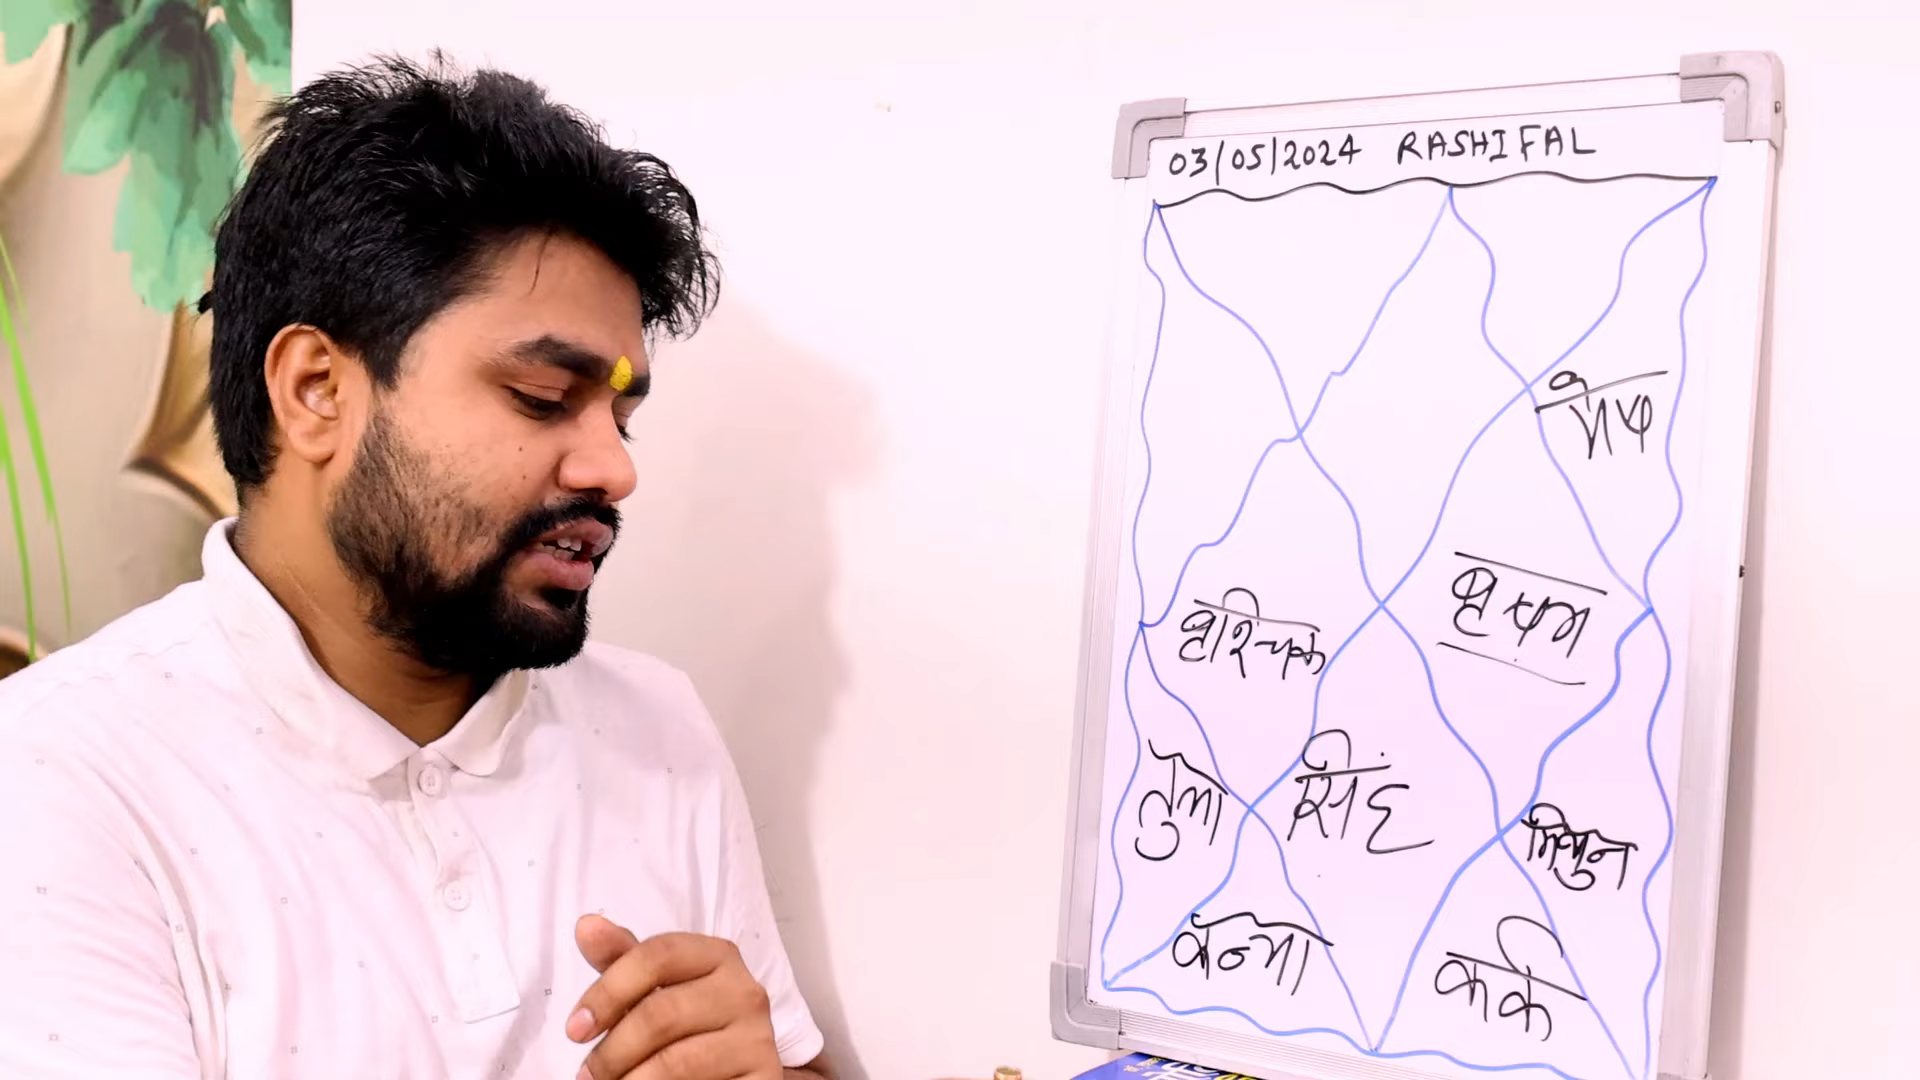 03/05/2024 RASHIFAL
मेष
वृषभ
वृश्चिक
सिंह
तुला
मिथुन
कन्या
कर्क